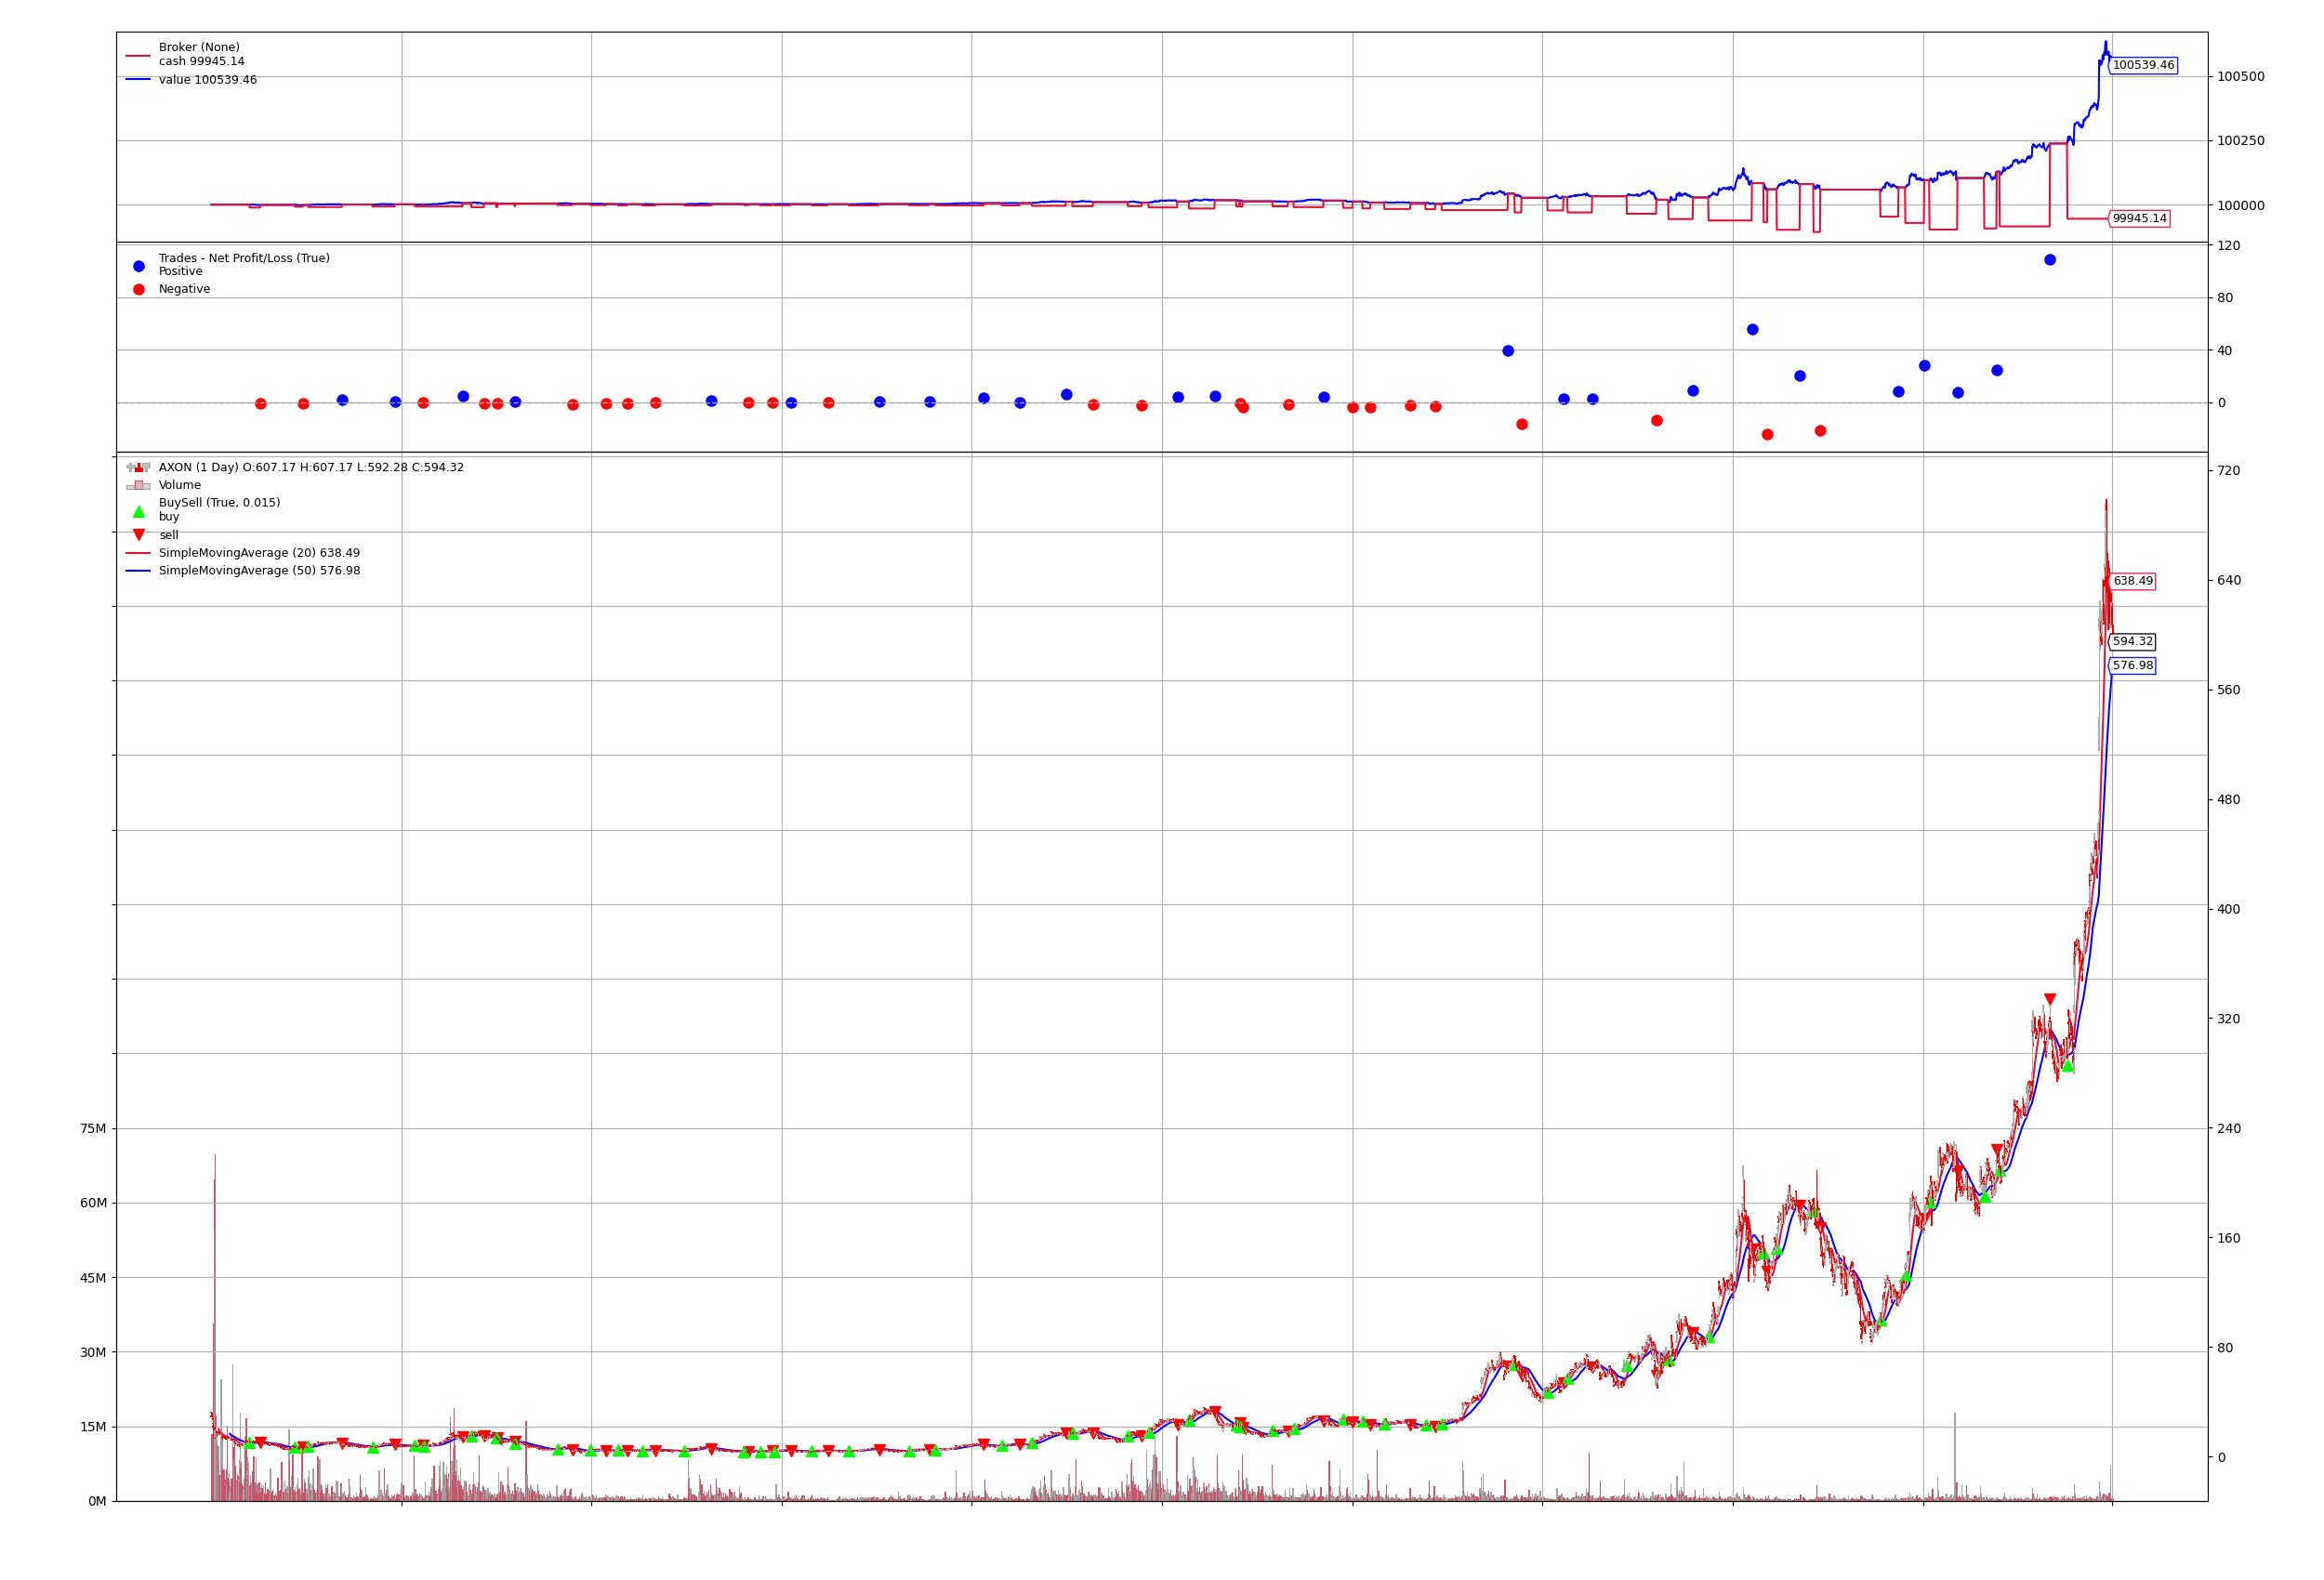 Broker (None)
cash 99945.14
value 100539.46
100539.46
100500
100250
100000
99945.14
Trades - Net Profit/Loss (True)
Positive
Negative
120
80
40
0
AXON (1 Day) O:607.17 H:607.17 L:592.28 C:594.32
Volume
BuySell (True, 0.015)
buy
sell
SimpleMovingAverage (20) 638.49
SimpleMovingAverage (50) 576.98
720
640
638.49
594.32
576.98
560
480
400
320
240
160
80
0
75M
60M
45M
30M
15M
0M